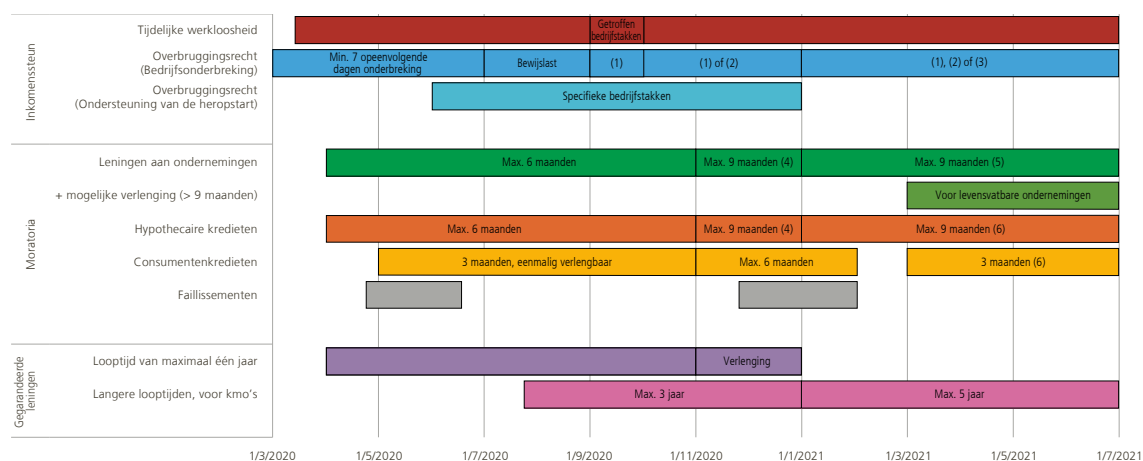 Inkomenssteun
Tijdelijke werkloosheid
Getroffen
bedrijfstakken
Overbruggingsrecht
(Bedrijfsonderbreking)
Min. 7 opeenvolgende
dagen onderbreking
Bewijslast
(1)
(1) of (2)
(1), (2) of (3)
Overbruggingsrecht
(Ondersteuning van de heropstart)
Specifieke bedrijfstakken
Moratoria
Leningen aan ondernemingen
Max. 6 maanden
Max. 9 maanden (4)
Max. 9 maanden (5)
+ mogelijke verlenging (> 9 maanden)
Voor levensvatbare ondernemingen
Hypothecaire kredieten
Max. 6 maanden
Max. 9 maanden (4)
Max. 9 maanden (6)
Consumentenkredieten
3 maanden, eenmalig verlengbaar
Max. 6 maanden
3 maanden (6)
Faillissementen
Gegarandeerde
leningen
Looptijd van maximaal één jaar
Verlenging
Langere looptijden, voor kmo's
Max. 3 jaar
Max. 5 jaar
1/3/2020
1/5/2020
1/7/2020
1/9/2020
1/11/2020
1/1/2021
1/3/2021
1/5/2021
1/7/2021